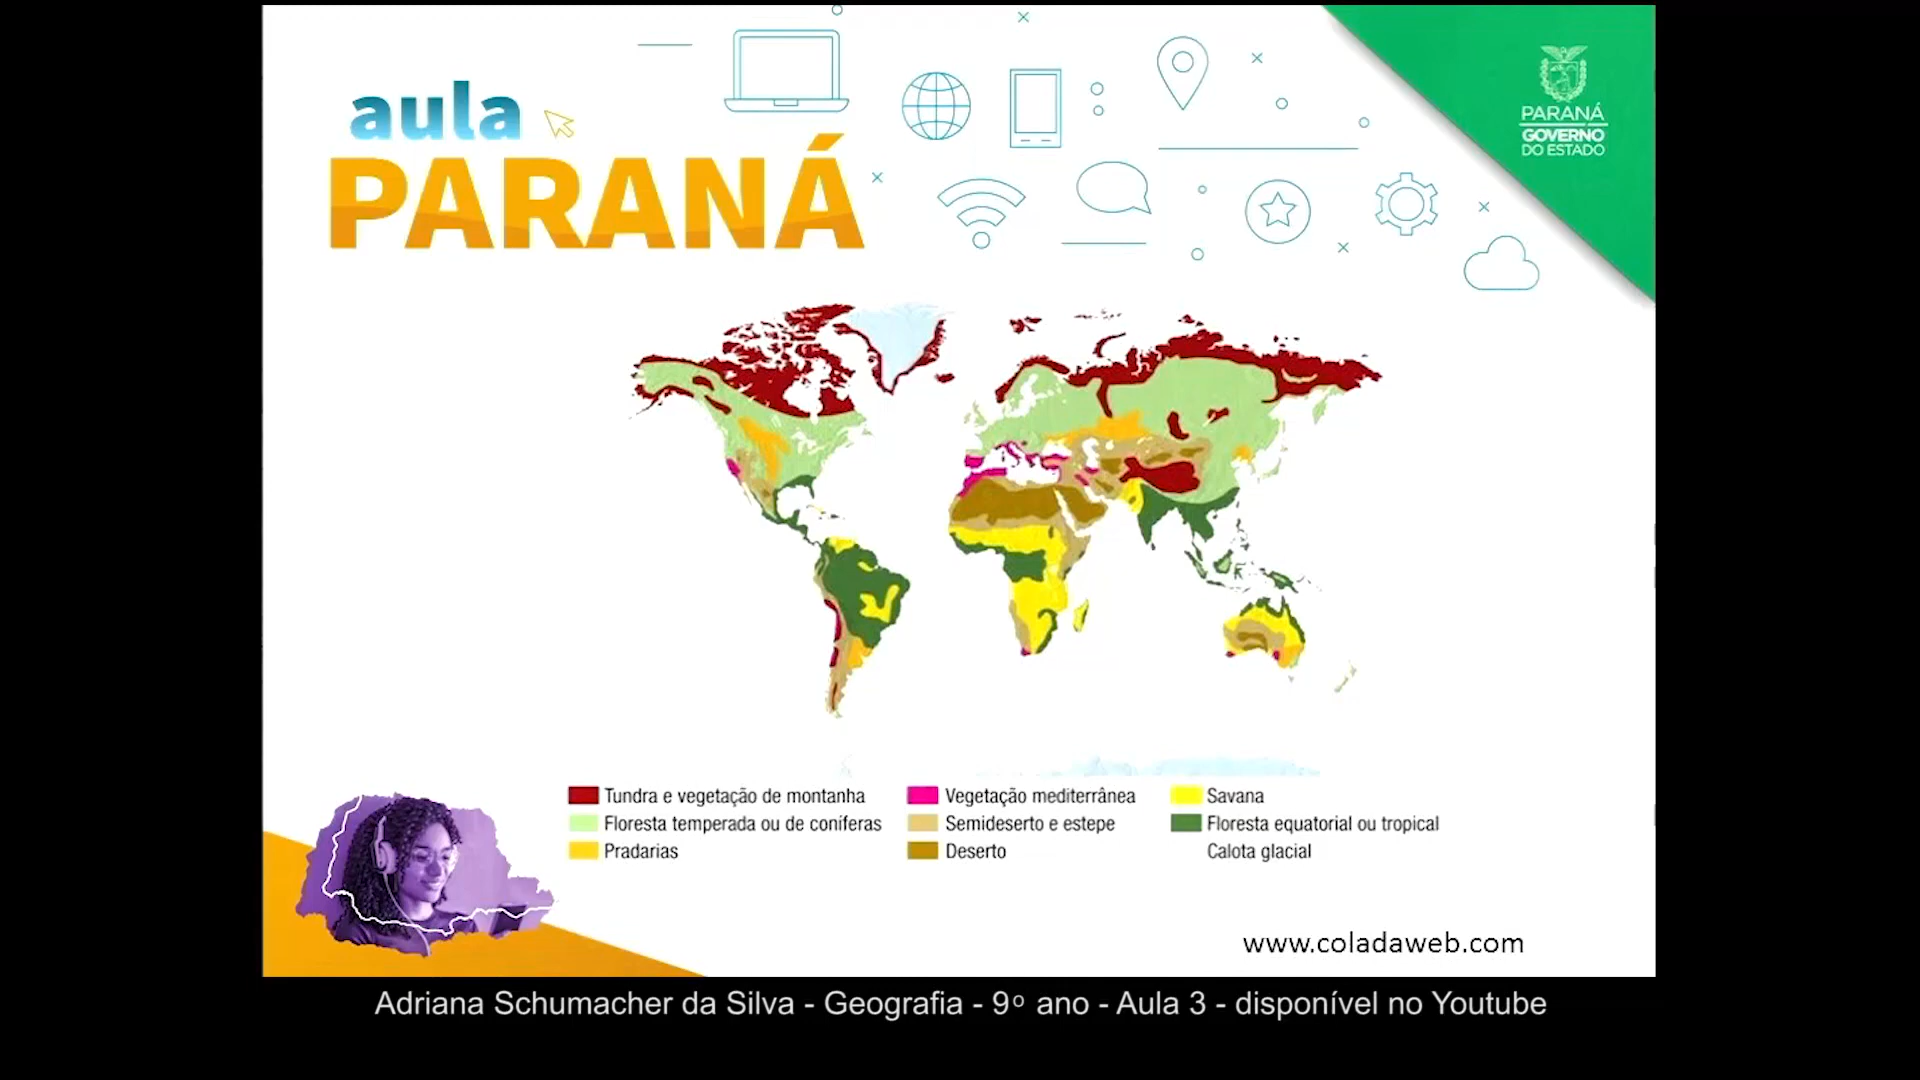 aula
PARANÁ
PARANÁ
GOVERNO
DO ESTADO
Tundra e vegetação de montanha
Floresta temperada ou de coníferas
Pradarias
Vegetação mediterrânea
Semideserto e estepe
Deserto
Savana
Floresta equatorial ou tropical
Calota glacial
www.coladaweb.com
Adriana Schumacher da Silva - Geografia - 9º ano - Aula 3 - disponível no Youtube